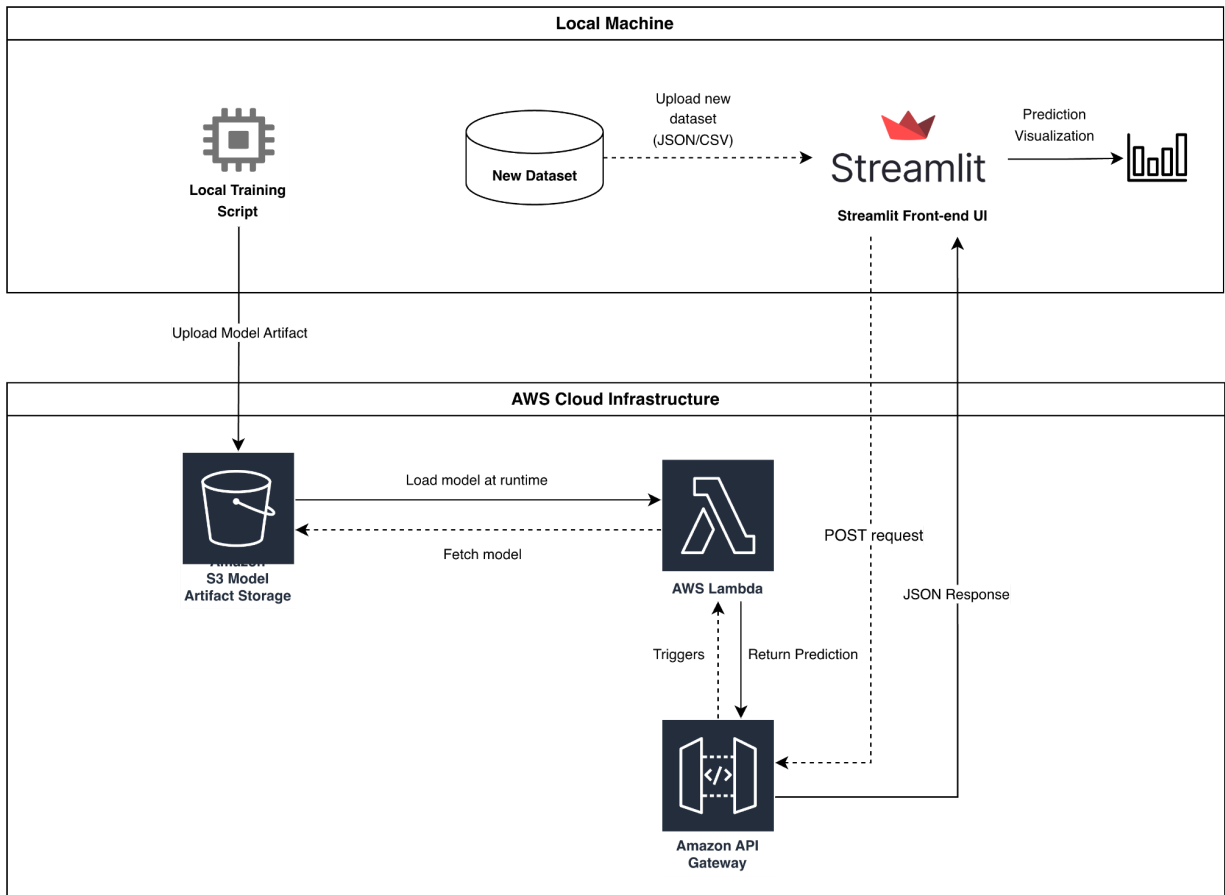 Local Machine
Local Training
Script
New Dataset
Upload new
dataset
(JSON/CSV)
Streamlit
Streamlit Front-end UI
Prediction
Visualization
Upload Model Artifact
AWS Cloud Infrastructure
Amazon
S3 Model
Artifact Storage
Load model at runtime
Fetch model
AWS Lambda
Triggers
Return Prediction
POST request
JSON Response
</>
Amazon API
Gateway